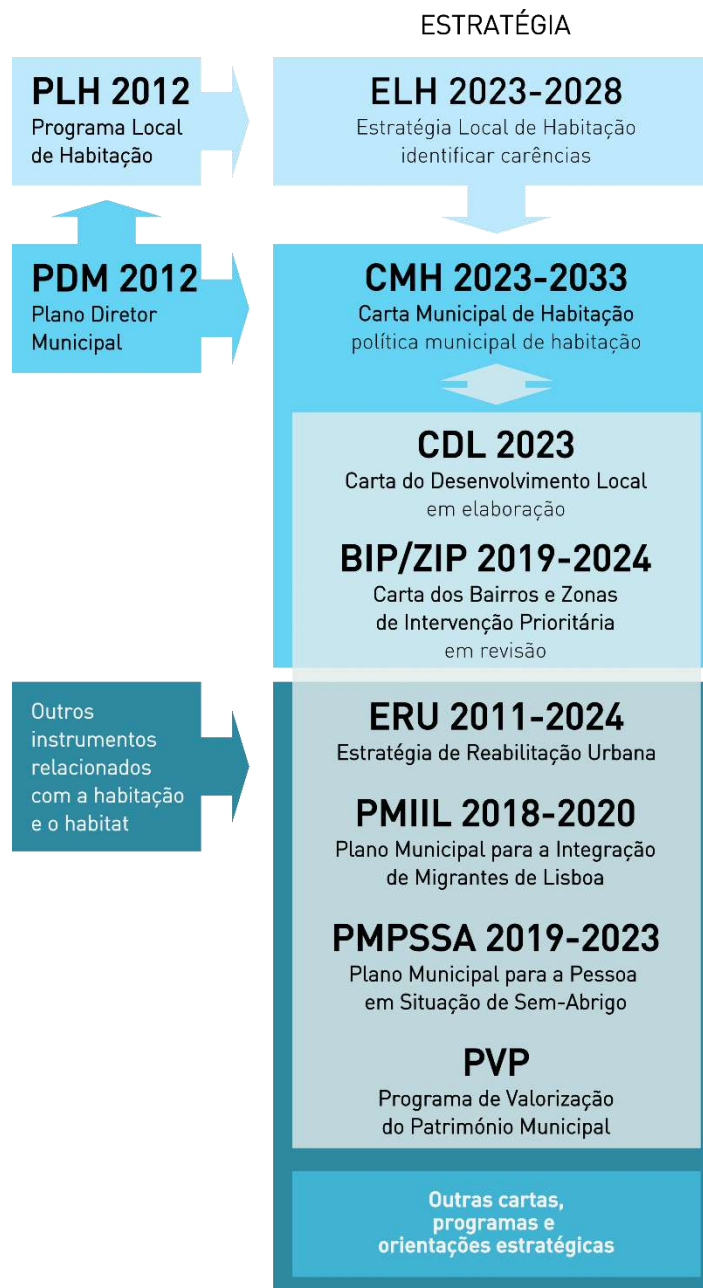 ESTRATÉGIA
PLH 2012
Programa Local
de Habitação
ELH 2023-2028
Estratégia Local de Habitação
identificar carências
PDM 2012
Plano Diretor
Municipal
CMH 2023-2033
Carta Municipal de Habitação
política municipal de habitação
CDL 2023
Carta do Desenvolvimento Local
em elaboração
BIP/ZIP 2019-2024
Carta dos Bairros e Zonas
de Intervenção Prioritária
em revisão
Outros
instrumentos
relacionados
com a habitação
e o habitat
ERU 2011-2024
Estratégia de Reabilitação Urbana
PMIIL 2018-2020
Plano Municipal para a Integração
de Migrantes de Lisboa
PMPSSA 2019-2023
Plano Municipal para a Pessoa
em Situação de Sem-Abrigo
PVP
Programa de Valorização
do Património Municipal
Outras cartas,
programas e
orientações estratégicas